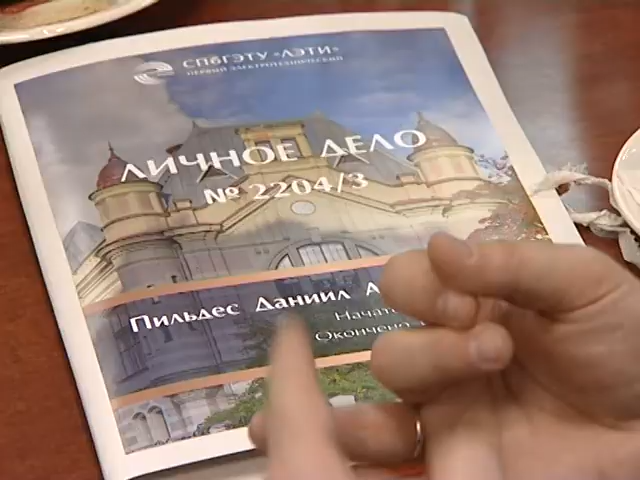 СПбГЭТУ «ЛЭТИ»
ПЕРВЫЙ ЭЛЕКТРОТЕХНИЧЕСКИЙ
ЛИЧНОЕ ДЕЛО
№ 2204/3
Пильдес Даниил А
Начат
Окончено